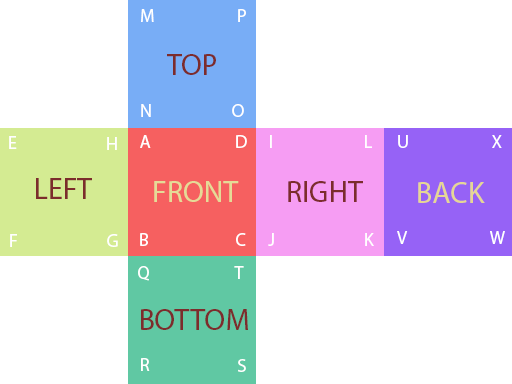 M P
TOP
N O
E H A D I L U X
LEFT FRONT RIGHT BACK
F G B C J K V W
Q T
BOTTOM
R S